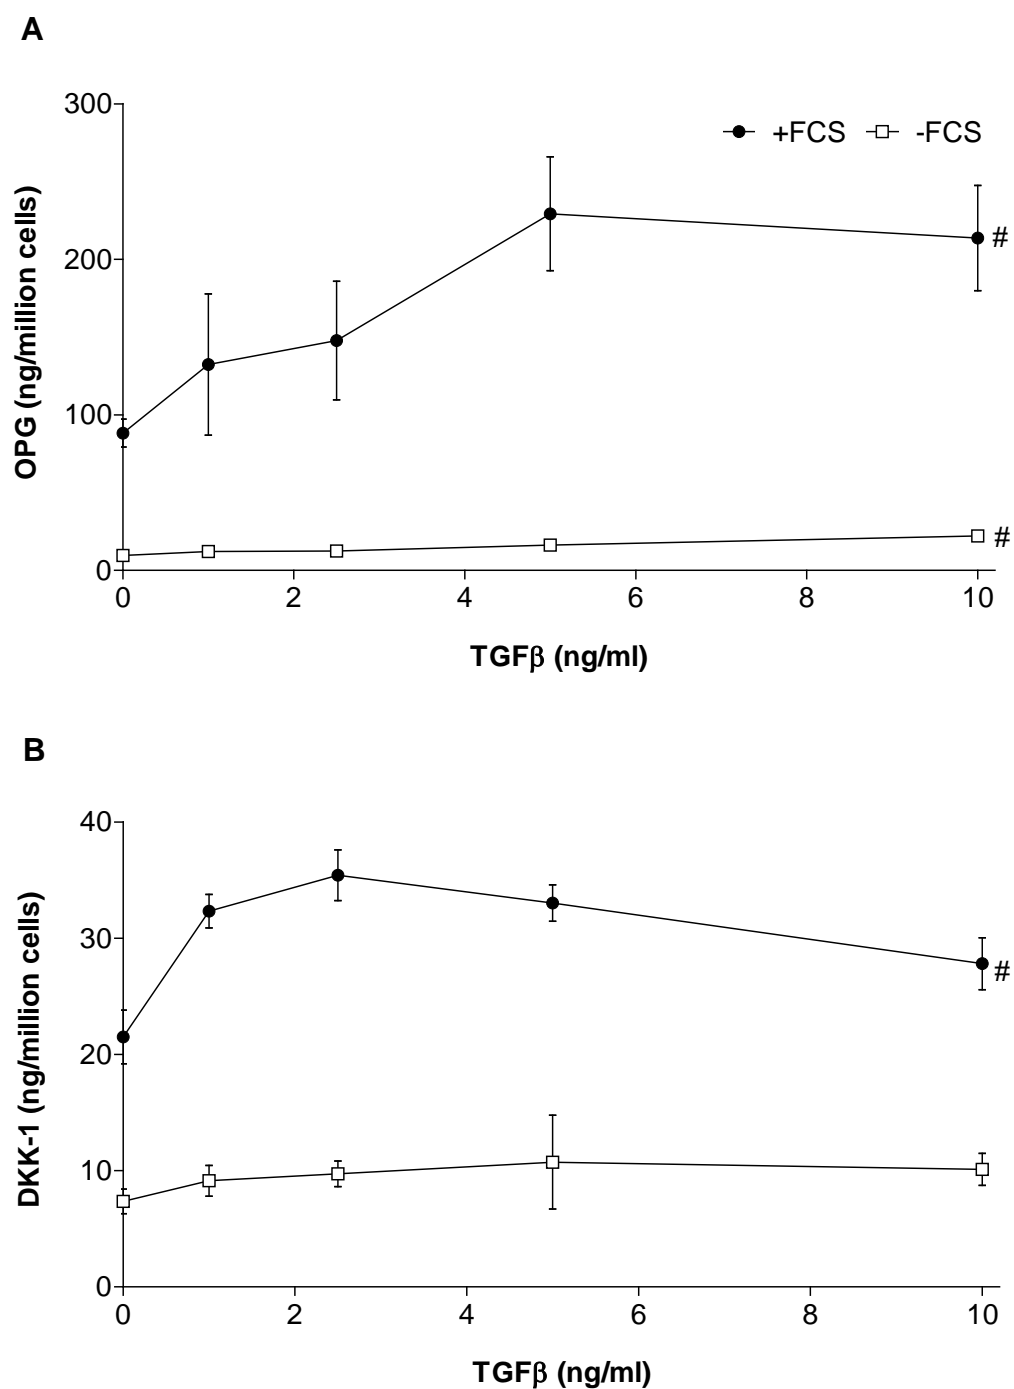 A
300
+FCS -FCS
OPG (ng/million cells)
#
200
100
#
0
0 2 4 6 8 10
TGFβ (ng/ml)
B
40
DKK-1 (ng/million cells)
30
#
20
10
0
0 2 4 6 8 10
TGFβ (ng/ml)